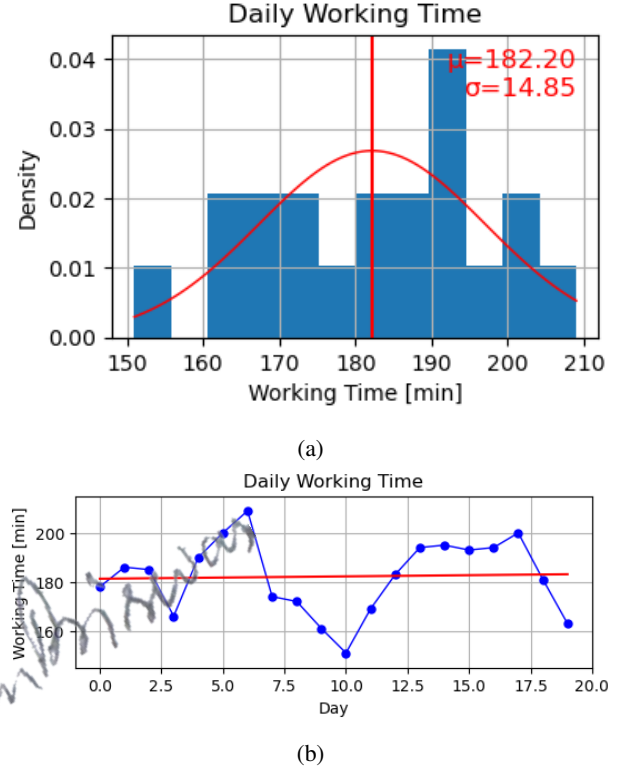 Daily Working Time
μ=182.20
σ=14.85
0.04
0.03
0.02
0.01
0.00
Density
150 160 170 180 190 200 210
Working Time [min]
(a)
Daily Working Time
200
180
160
Working Time [min]
0.0 2.5 5.0 7.5 10.0 12.5 15.0 17.5 20.0
Day
(b)